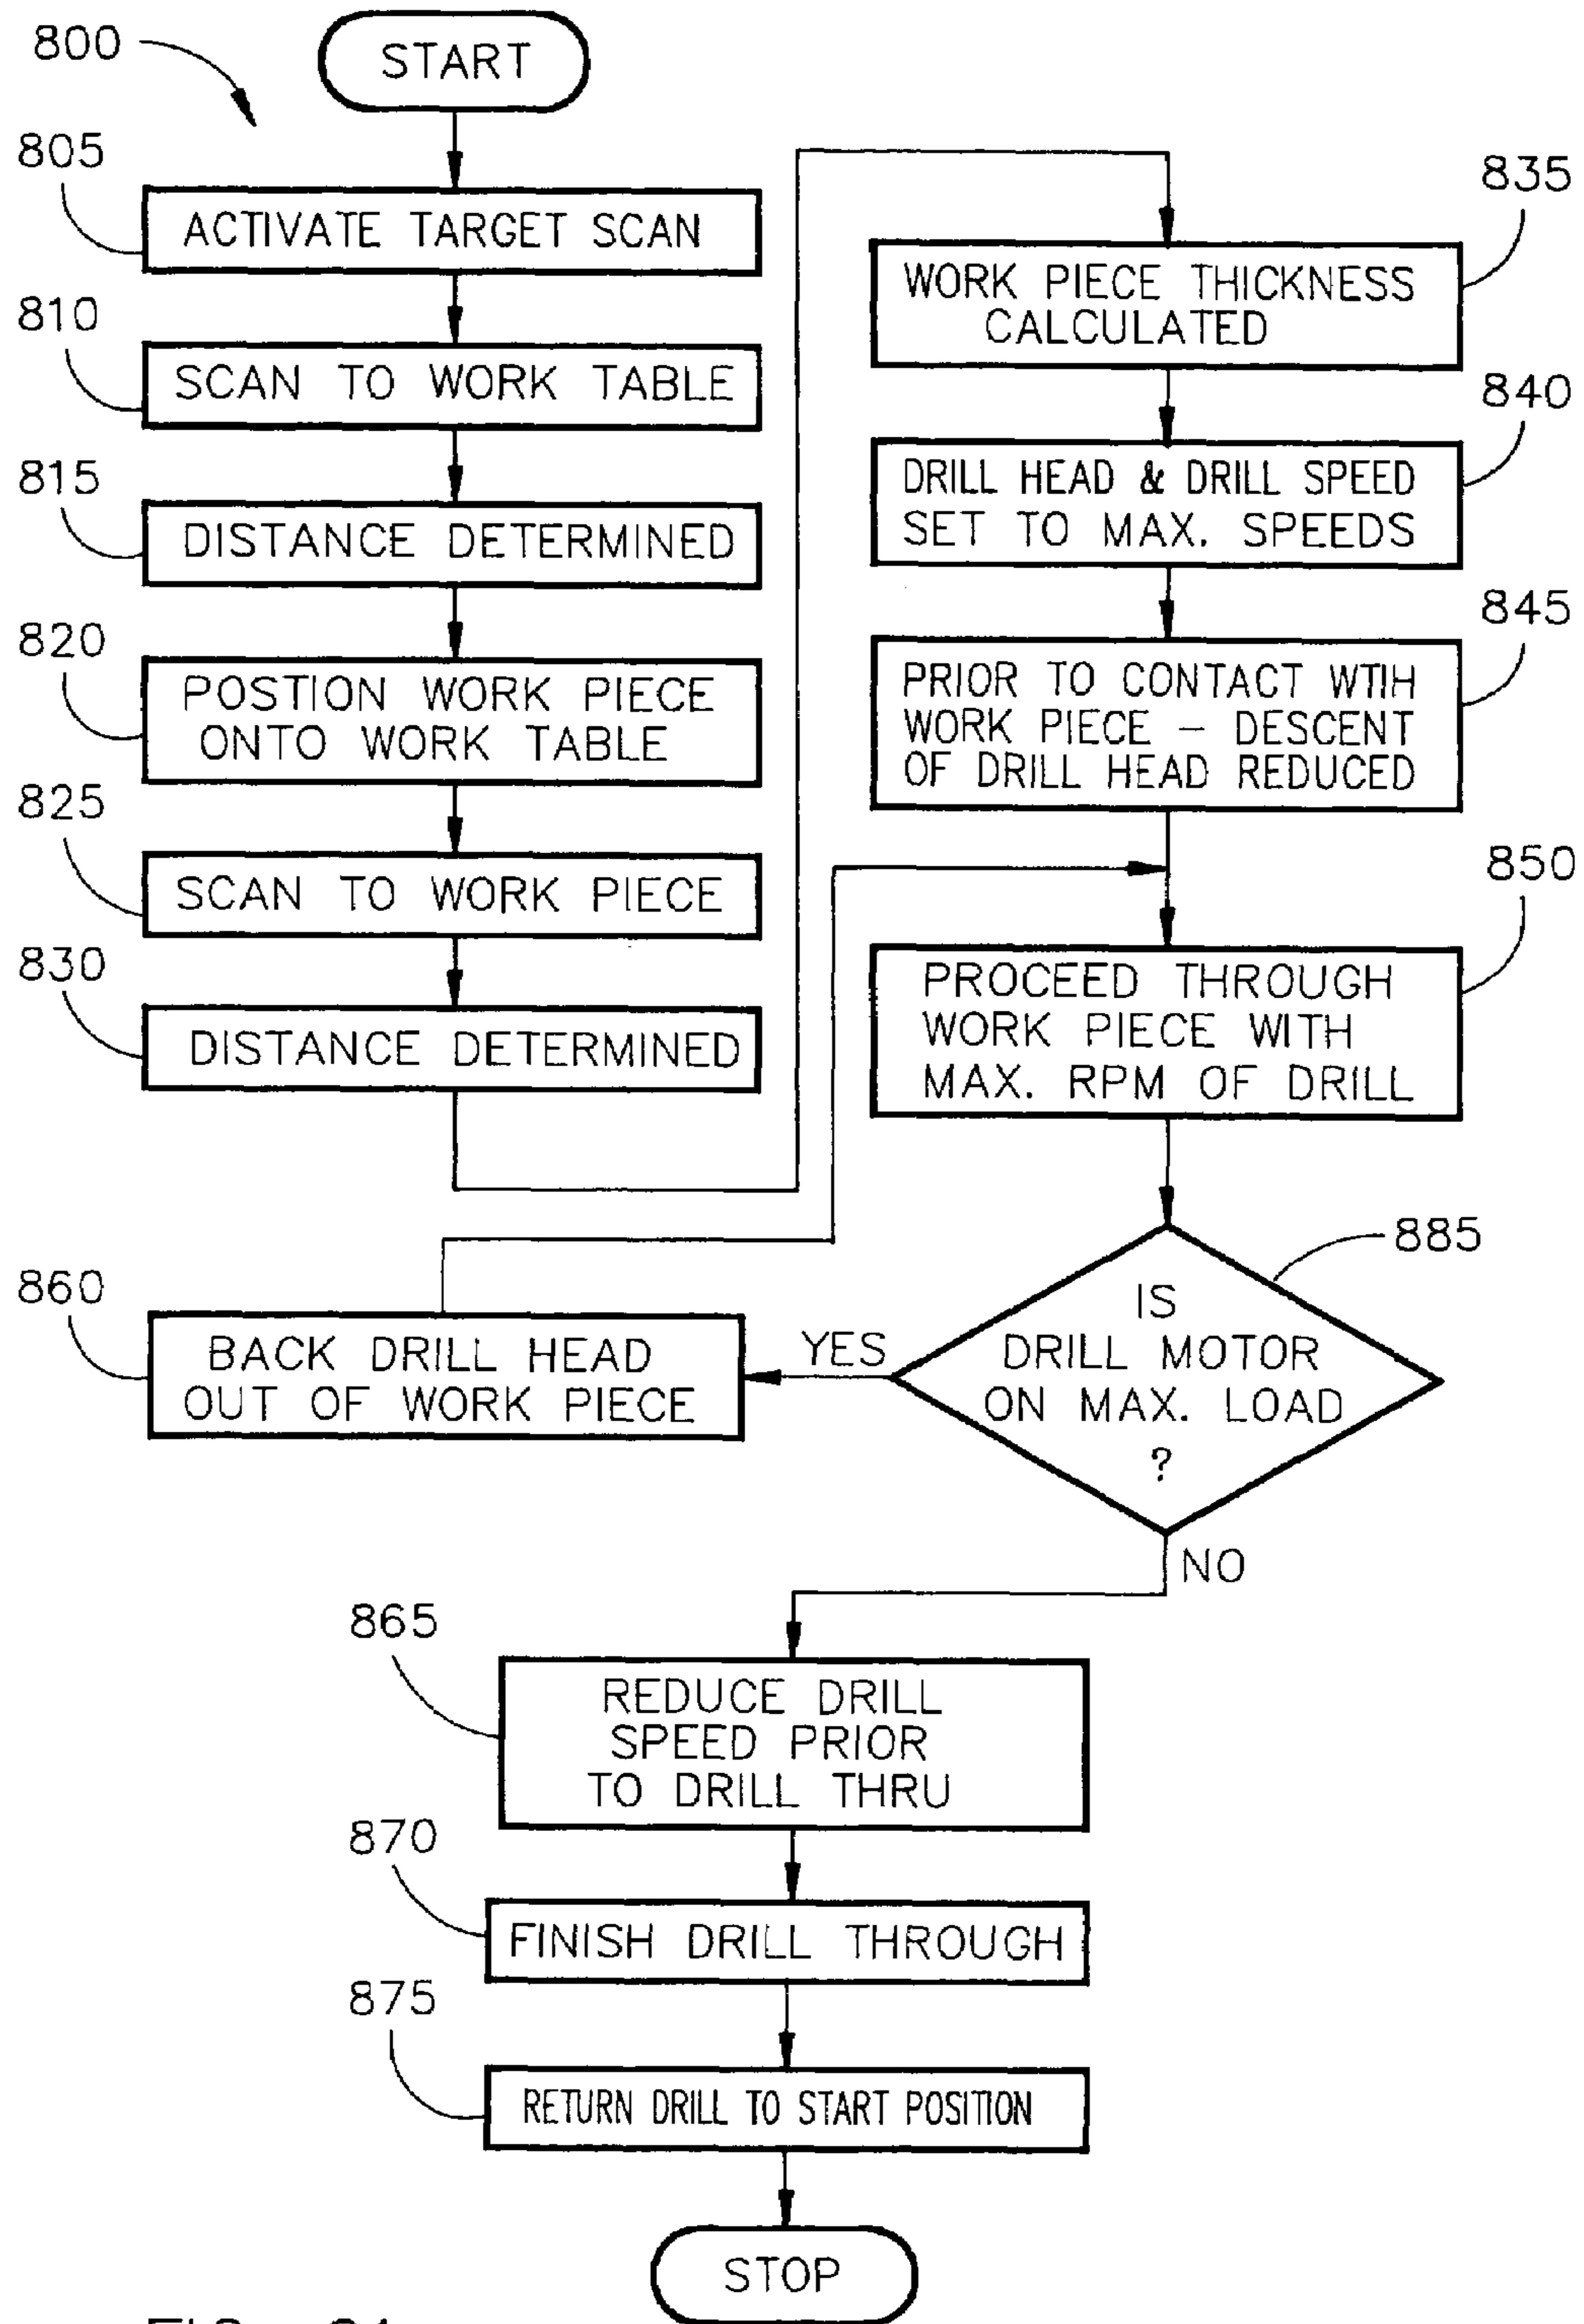 800
START
805
ACTIVATE TARGET SCAN
810
SCAN TO WORK TABLE
815
DISTANCE DETERMINED
820
POSTION WORK PIECE
ONTO WORK TABLE
825
SCAN TO WORK PIECE
830
DISTANCE DETERMINED
835
WORK PIECE THICKNESS
CALCULATED
840
DRILL HEAD & DRILL SPEED
SET TO MAX. SPEEDS
845
PRIOR TO CONTACT WTIH
WORK PIECE – DESCENT
OF DRILL HEAD REDUCED
850
PROCEED THROUGH
WORK PIECE WITH
MAX. RPM OF DRILL
885
IS
DRILL MOTOR
ON MAX. LOAD
?
YES
860
BACK DRILL HEAD
OUT OF WORK PIECE
NO
865
REDUCE DRILL
SPEED PRIOR
TO DRILL THRU
870
FINISH DRILL THROUGH
875
RETURN DRILL TO START POSITION
STOP